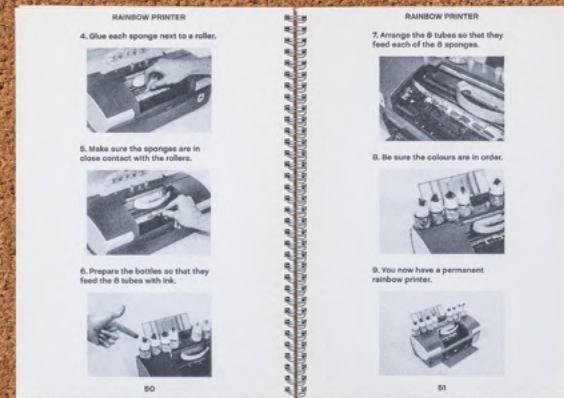 RAINBOW PRINTER
4. Glue each sponge next to a roller.
5. Make sure the sponges are in
close contact with the rollers.
6. Prepare the bottles so that they
feed the 8 tubes with ink.
50
RAINBOW PRINTER
7. Arrange the 8 tubes so that they
feed each of the 8 sponges.
8. Be sure the colours are in order.
9. You now have a permanant
rainbow printer.
51